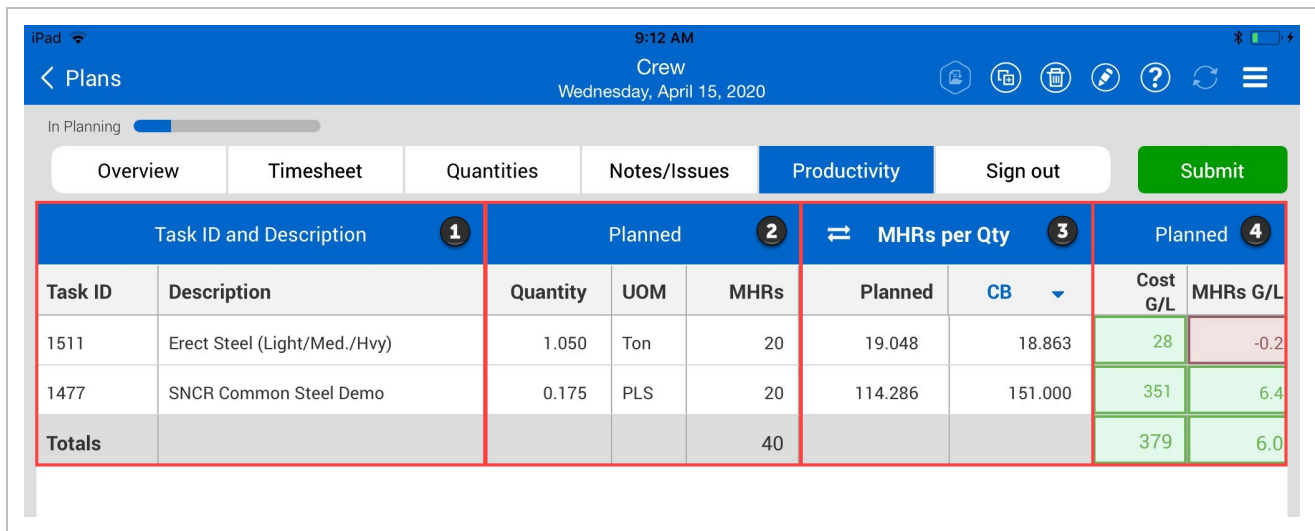 iPad 9:12 AM
Plans Crew
Wednesday, April 15, 2020
In Planning
Overview Timesheet Quantities Notes/Issues Productivity Sign out Submit
Task ID and Description 1 Planned 2 MHRs per Qty 3 Planned 4
Task ID Description Quantity UOM MHRs Planned CB Cost G/L MHRs G/L
1511 Erect Steel (Light/Med./Hvy) 1.050 Ton 20 19.048 18.863 28 -0.2
1477 SNCR Common Steel Demo 0.175 PLS 20 114.286 151.000 351 6.4
Totals 40 379 6.0